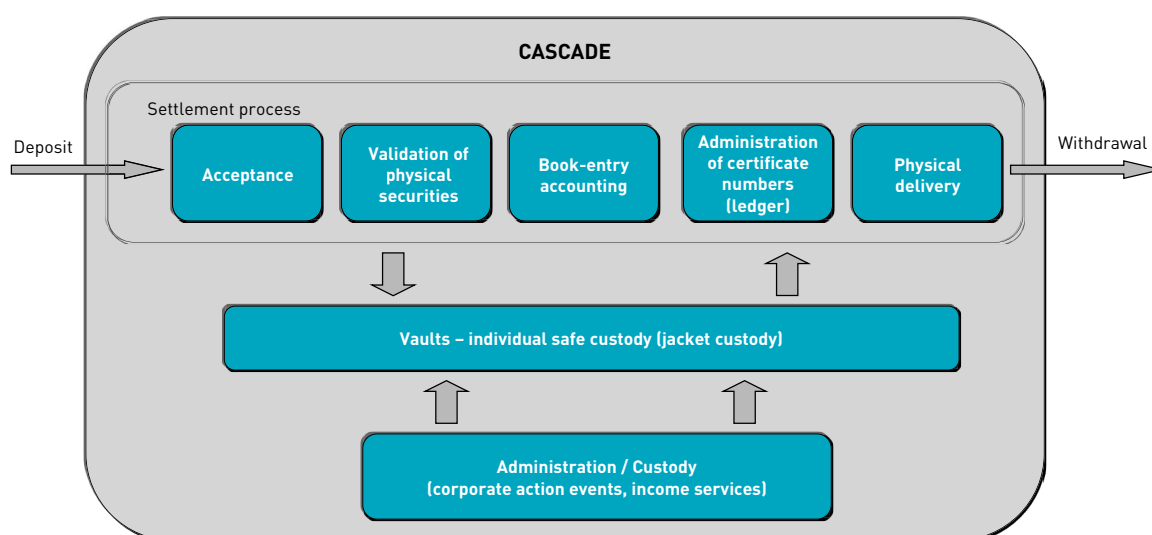 CASCADE
Settlement process
Deposit
Acceptance
Validation of
physical
securities
Book-entry
accounting
Administration
of certificate
numbers
(ledger)
Physical
delivery
Withdrawal
Vaults – individual safe custody (jacket custody)
Administration / Custody
(corporate action events, income services)